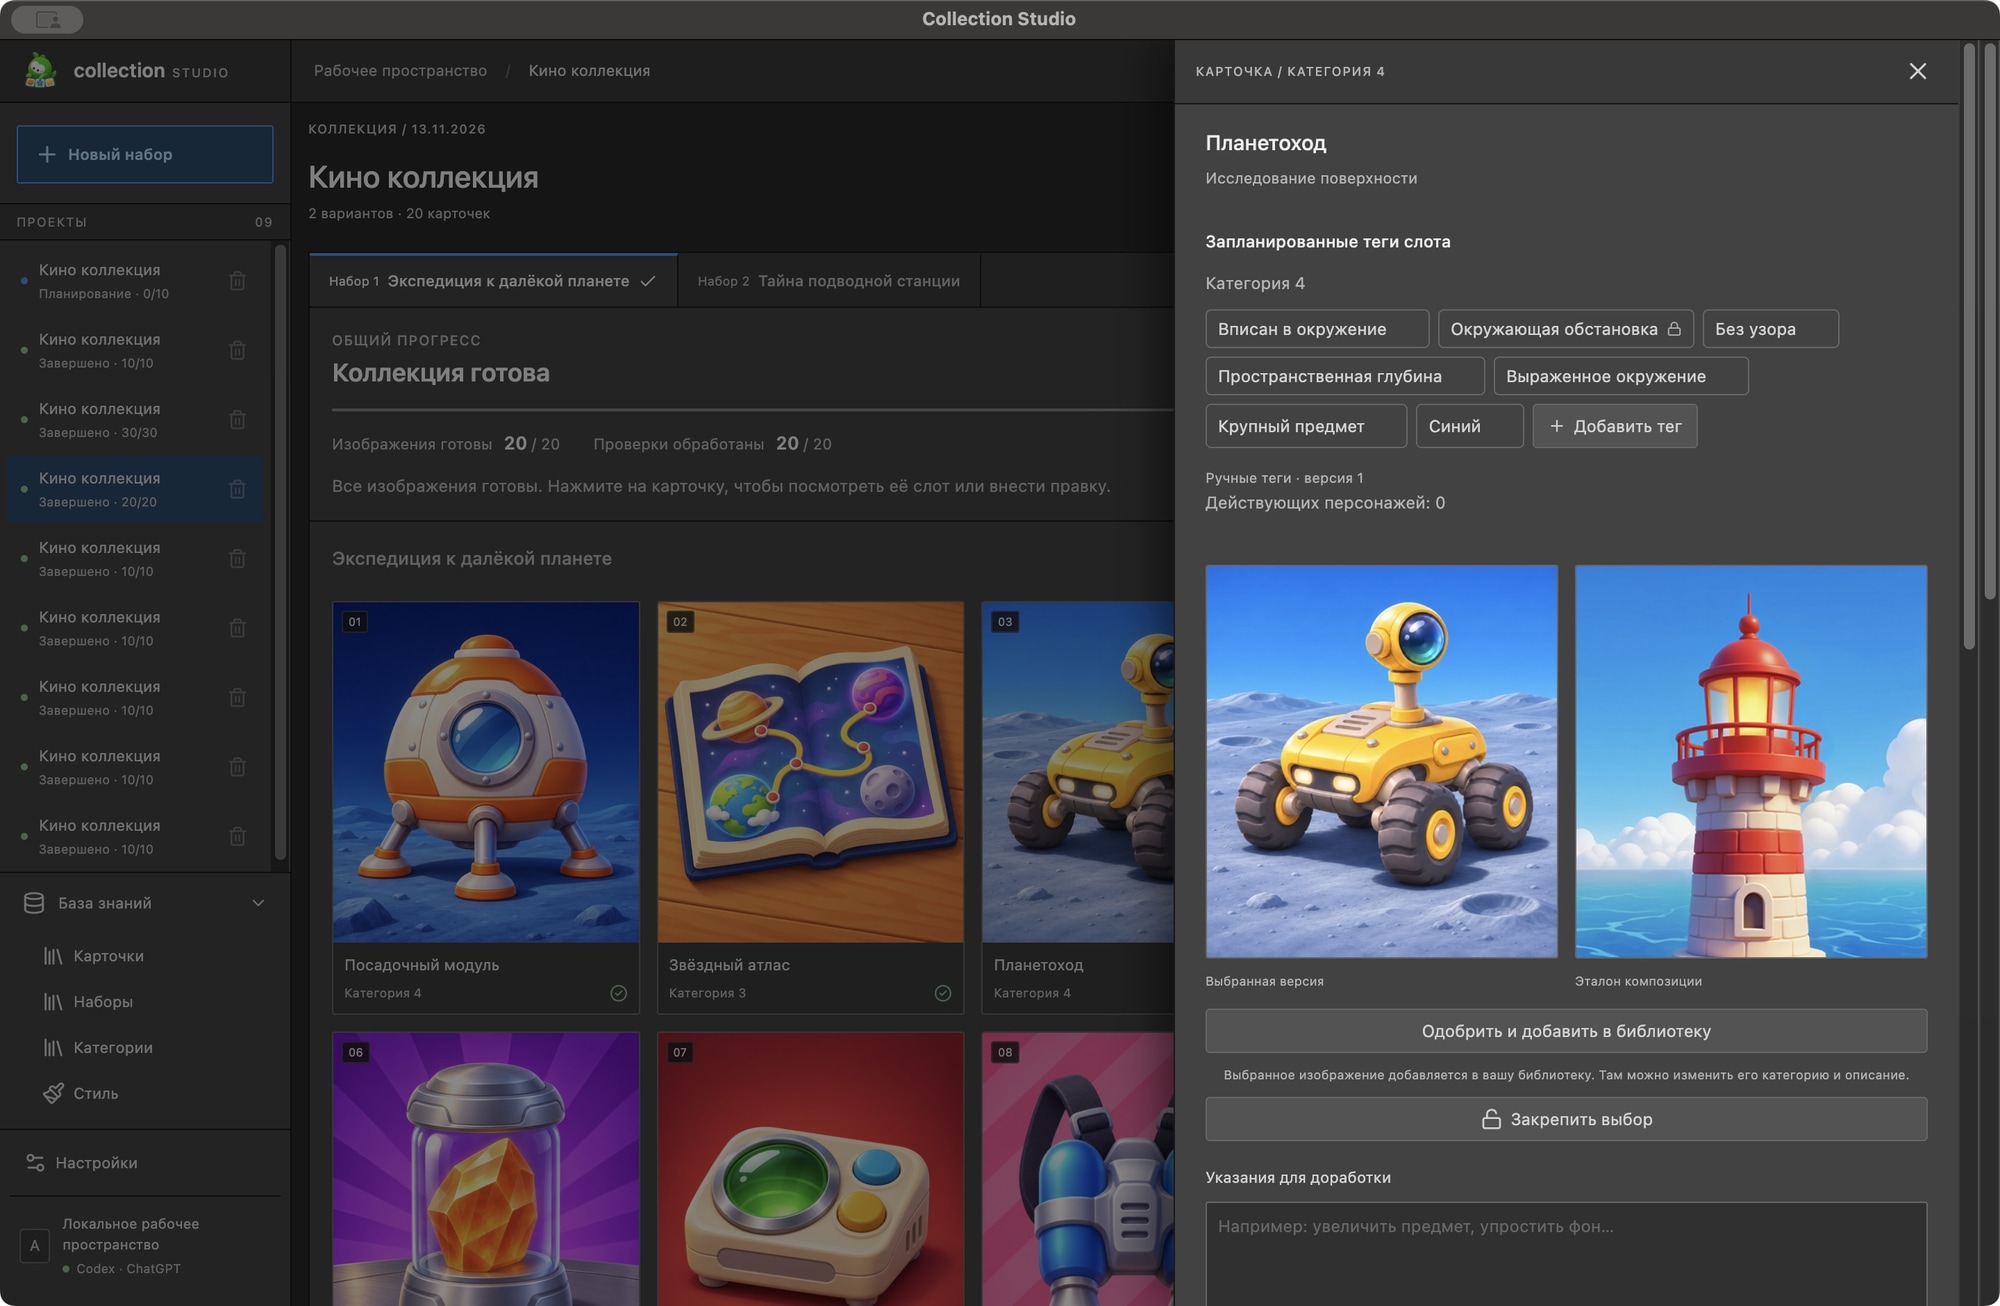 Collection Studio
collection STUDIO
Новый набор
ПРОЕКТЫ 09
Кино коллекция
Планирование · 0/10
Кино коллекция
Завершено · 10/10
Кино коллекция
Завершено · 30/30
Кино коллекция
Завершено · 20/20
Кино коллекция
Завершено · 10/10
Кино коллекция
Завершено · 10/10
Кино коллекция
Завершено · 10/10
Кино коллекция
Завершено · 10/10
Кино коллекция
Завершено · 10/10
База знаний
Карточки
Наборы
Категории
Стиль
Настройки
A
Локальное рабочее
пространство
Codex · ChatGPT
Рабочее пространство / Кино коллекция
КОЛЛЕКЦИЯ / 13.11.2026
Кино коллекция
2 вариантов · 20 карточек
Набор 1 Экспедиция к далёкой планете
Набор 2 Тайна подводной станции
ОБЩИЙ ПРОГРЕСС
Коллекция готова
Изображения готовы 20 / 20 Проверки обработаны 20 / 20
Все изображения готовы. Нажмите на карточку, чтобы посмотреть её слот или внести правку.
Экспедиция к далёкой планете
01
Посадочный модуль
Категория 4
02
Звёздный атлас
Категория 3
03
Планетоход
Категория 4
06
07
08
КАРТОЧКА / КАТЕГОРИЯ 4
Планетоход
Исследование поверхности
Запланированные теги слота
Категория 4
Вписан в окружение
Окружающая обстановка
Без узора
Пространственная глубина
Выраженное окружение
Крупный предмет
Синий
+ Добавить тег
Ручные теги · версия 1
Действующих персонажей: 0
Выбранная версия
Эталон композиции
Одобрить и добавить в библиотеку
Выбранное изображение добавляется в вашу библиотеку. Там можно изменить его категорию и описание.
Закрепить выбор
Указания для доработки
Например: увеличить предмет, упростить фон...